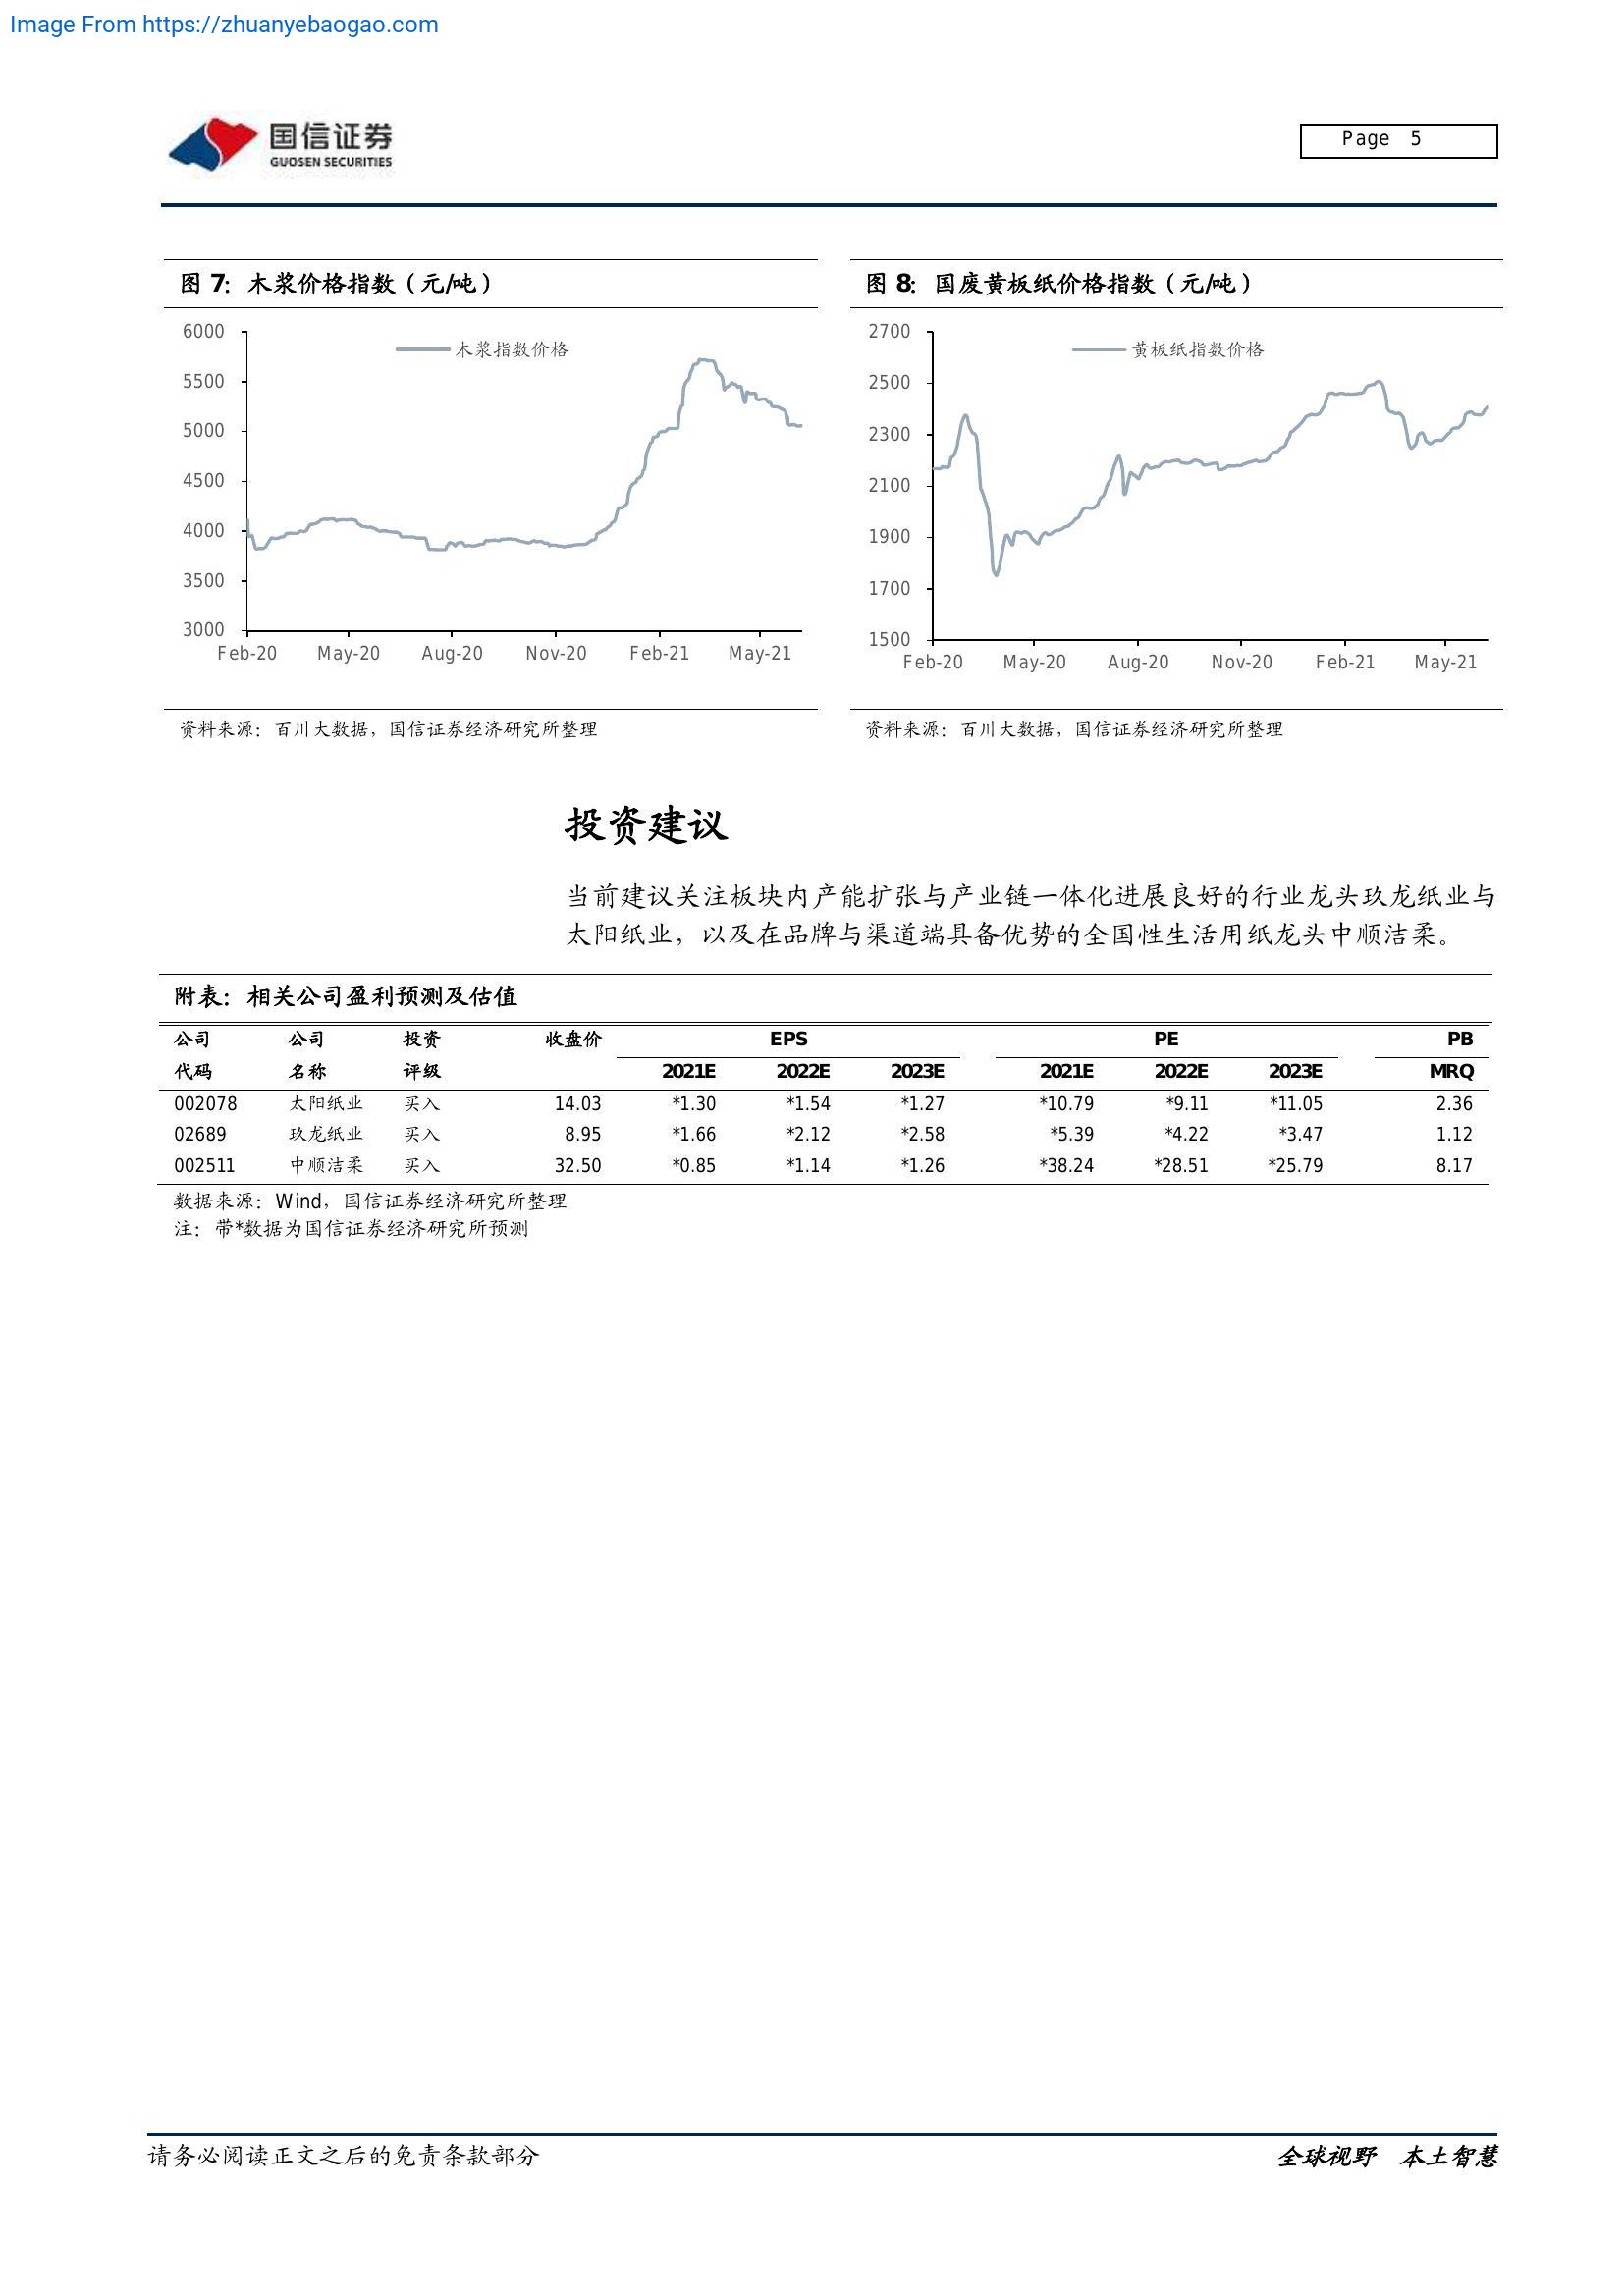 Image From https://zhuanyebaogao.com
国信证券
GUOSEN SECURITIES
Page 5
图 7：木浆价格指数（元/吨）
6000
5500
5000
4500
4000
3500
3000
木浆指数价格
Feb-20 May-20 Aug-20 Nov-20 Feb-21 May-21
资料来源：百川大数据，国信证券经济研究所整理
图 8：国废黄板纸价格指数（元/吨）
2700
2500
2300
2100
1900
1700
1500
黄板纸指数价格
Feb-20 May-20 Aug-20 Nov-20 Feb-21 May-21
资料来源：百川大数据，国信证券经济研究所整理
投资建议
当前建议关注板块内产能扩张与产业链一体化进展良好的行业龙头玖龙纸业与
太阳纸业，以及在品牌与渠道端具备优势的全国性生活用纸龙头中顺洁柔。
附表：相关公司盈利预测及估值
公司 公司 投资 收盘价 EPS PE PB
代码 名称 评级 2021E 2022E 2023E 2021E 2022E 2023E MRQ
002078 太阳纸业 买入 14.03 *1.30 *1.54 *1.27 *10.79 *9.11 *11.05 2.36
02689 玖龙纸业 买入 8.95 *1.66 *2.12 *2.58 *5.39 *4.22 *3.47 1.12
002511 中顺洁柔 买入 32.50 *0.85 *1.14 *1.26 *38.24 *28.51 *25.79 8.17
数据来源：Wind，国信证券经济研究所整理
注：带*数据为国信证券经济研究所预测
请务必阅读正文之后的免责条款部分
全球视野 本土智慧